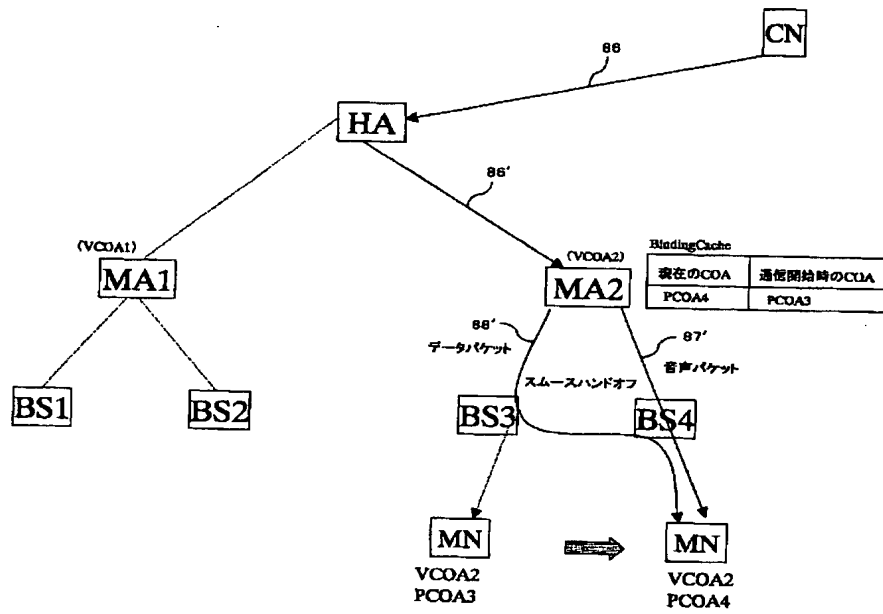 CN
86
HA
86'
(VCOA1)
MA1
(VCOA2)
MA2
BindingCache
現在のCOA 通信開始時のCOA
PCOA4 PCOA3
88'
データパケット
87'
音声パケット
スムースハンドオフ
BS1
BS2
BS3
BS4
MN
VCOA2
PCOA3
MN
VCOA2
PCOA4